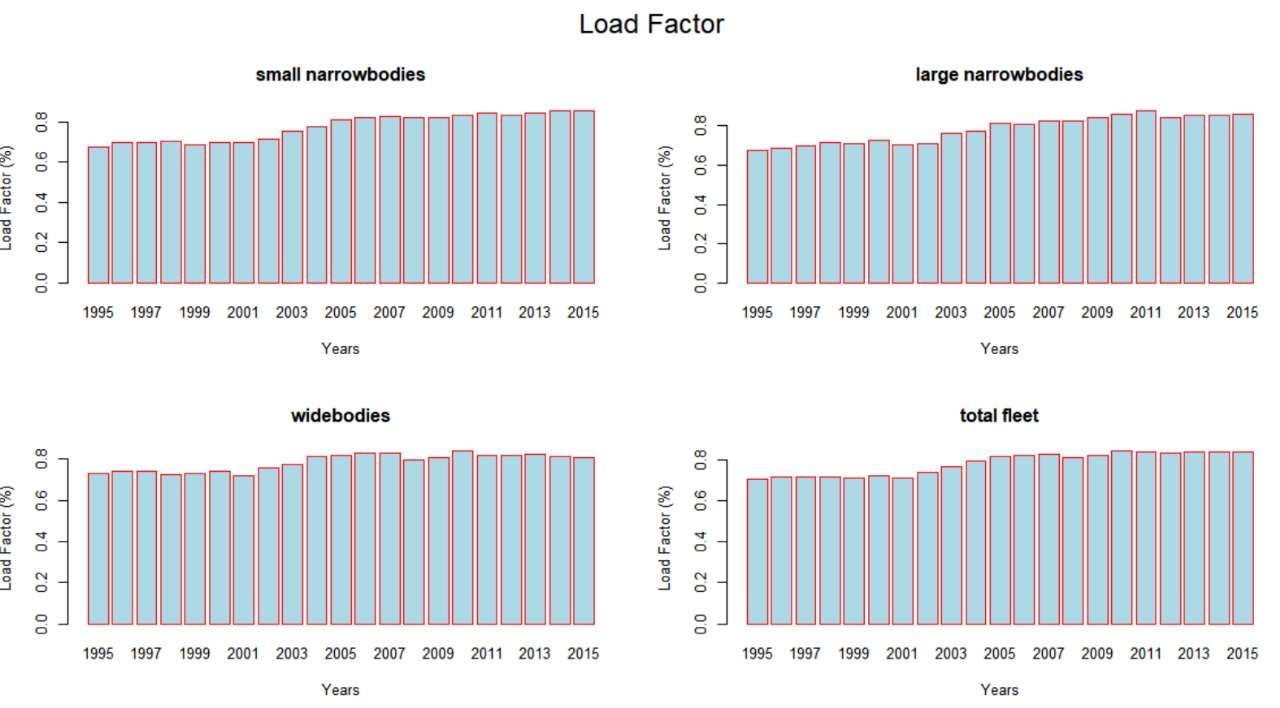 Load Factor
small narrowbodies
Load Factor (%)
0.0 0.2 0.4 0.6 0.8
1995 1997 1999 2001 2003 2005 2007 2009 2011 2013 2015
Years
large narrowbodies
Load Factor (%)
0.0 0.2 0.4 0.6 0.8
1995 1997 1999 2001 2003 2005 2007 2009 2011 2013 2015
Years
widebodies
Load Factor (%)
0.0 0.2 0.4 0.6 0.8
1995 1997 1999 2001 2003 2005 2007 2009 2011 2013 2015
Years
total fleet
Load Factor (%)
0.0 0.2 0.4 0.6 0.8
1995 1997 1999 2001 2003 2005 2007 2009 2011 2013 2015
Years